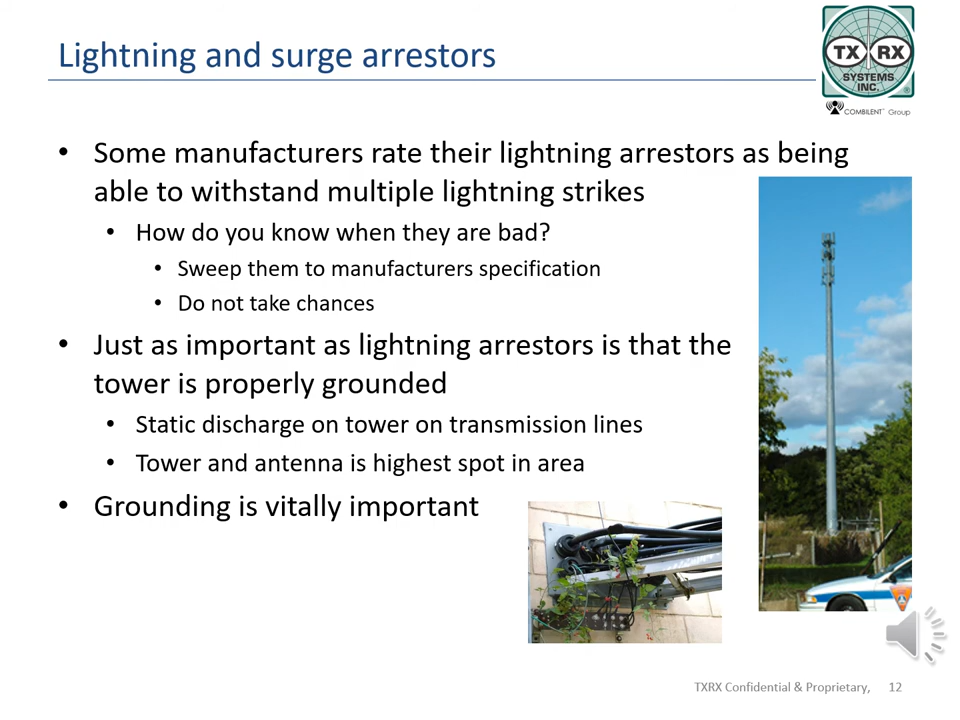 Lightning and surge arrestors
TX RX
SYSTEMS
INC.
®
COMBILENT™ Group
• Some manufacturers rate their lightning arrestors as being
able to withstand multiple lightning strikes
• How do you know when they are bad?
• Sweep them to manufacturers specification
• Do not take chances
• Just as important as lightning arrestors is that the
tower is properly grounded
• Static discharge on tower on transmission lines
• Tower and antenna is highest spot in area
• Grounding is vitally important
TXRX Confidential & Proprietary, 12